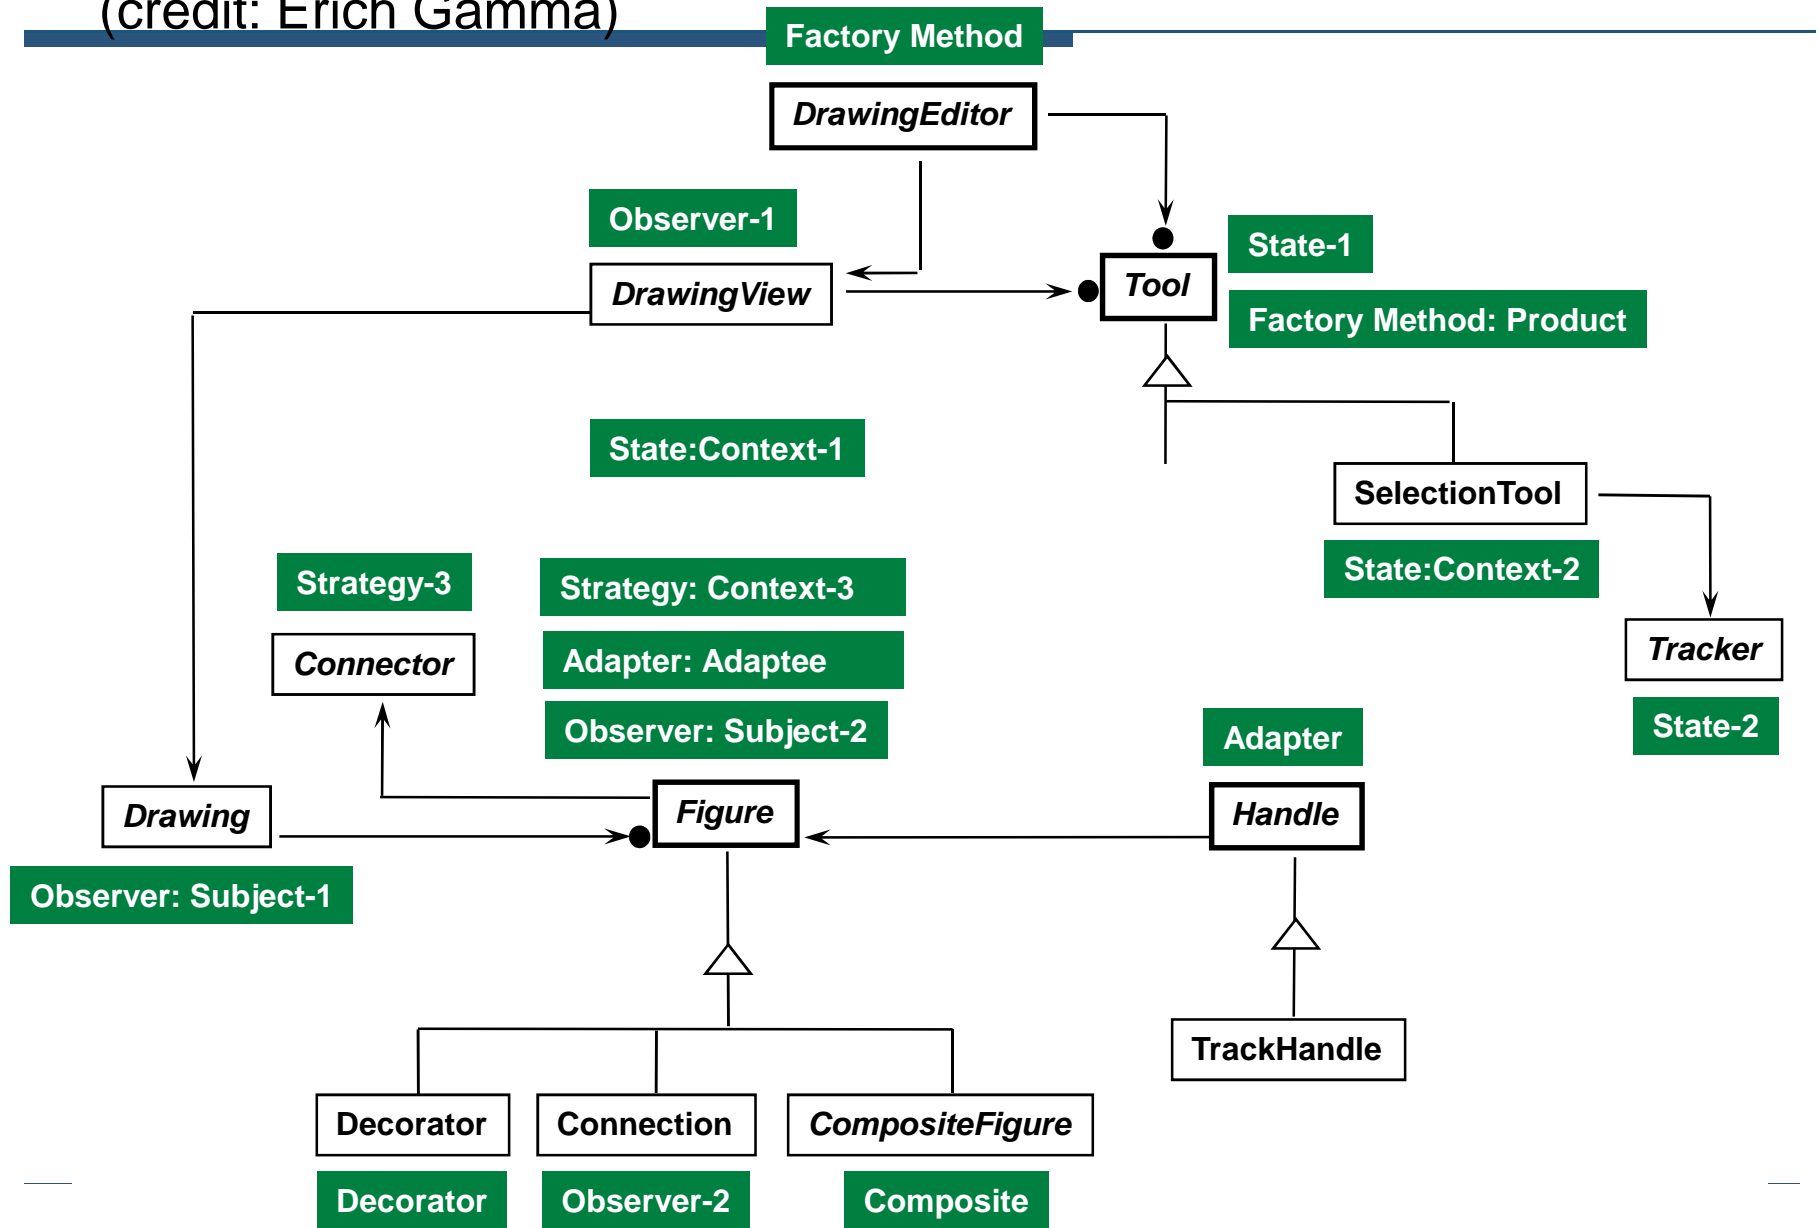 (credit: Erich Gamma)
Factory Method
DrawingEditor
Observer-1
DrawingView
Tool
State-1
Factory Method: Product
State:Context-1
SelectionTool
State:Context-2
Strategy-3
Connector
Strategy: Context-3
Adapter: Adaptee
Observer: Subject-2
Tracker
State-2
Adapter
Drawing
Figure
Handle
Observer: Subject-1
TrackHandle
Decorator
Connection
CompositeFigure
Decorator
Observer-2
Composite